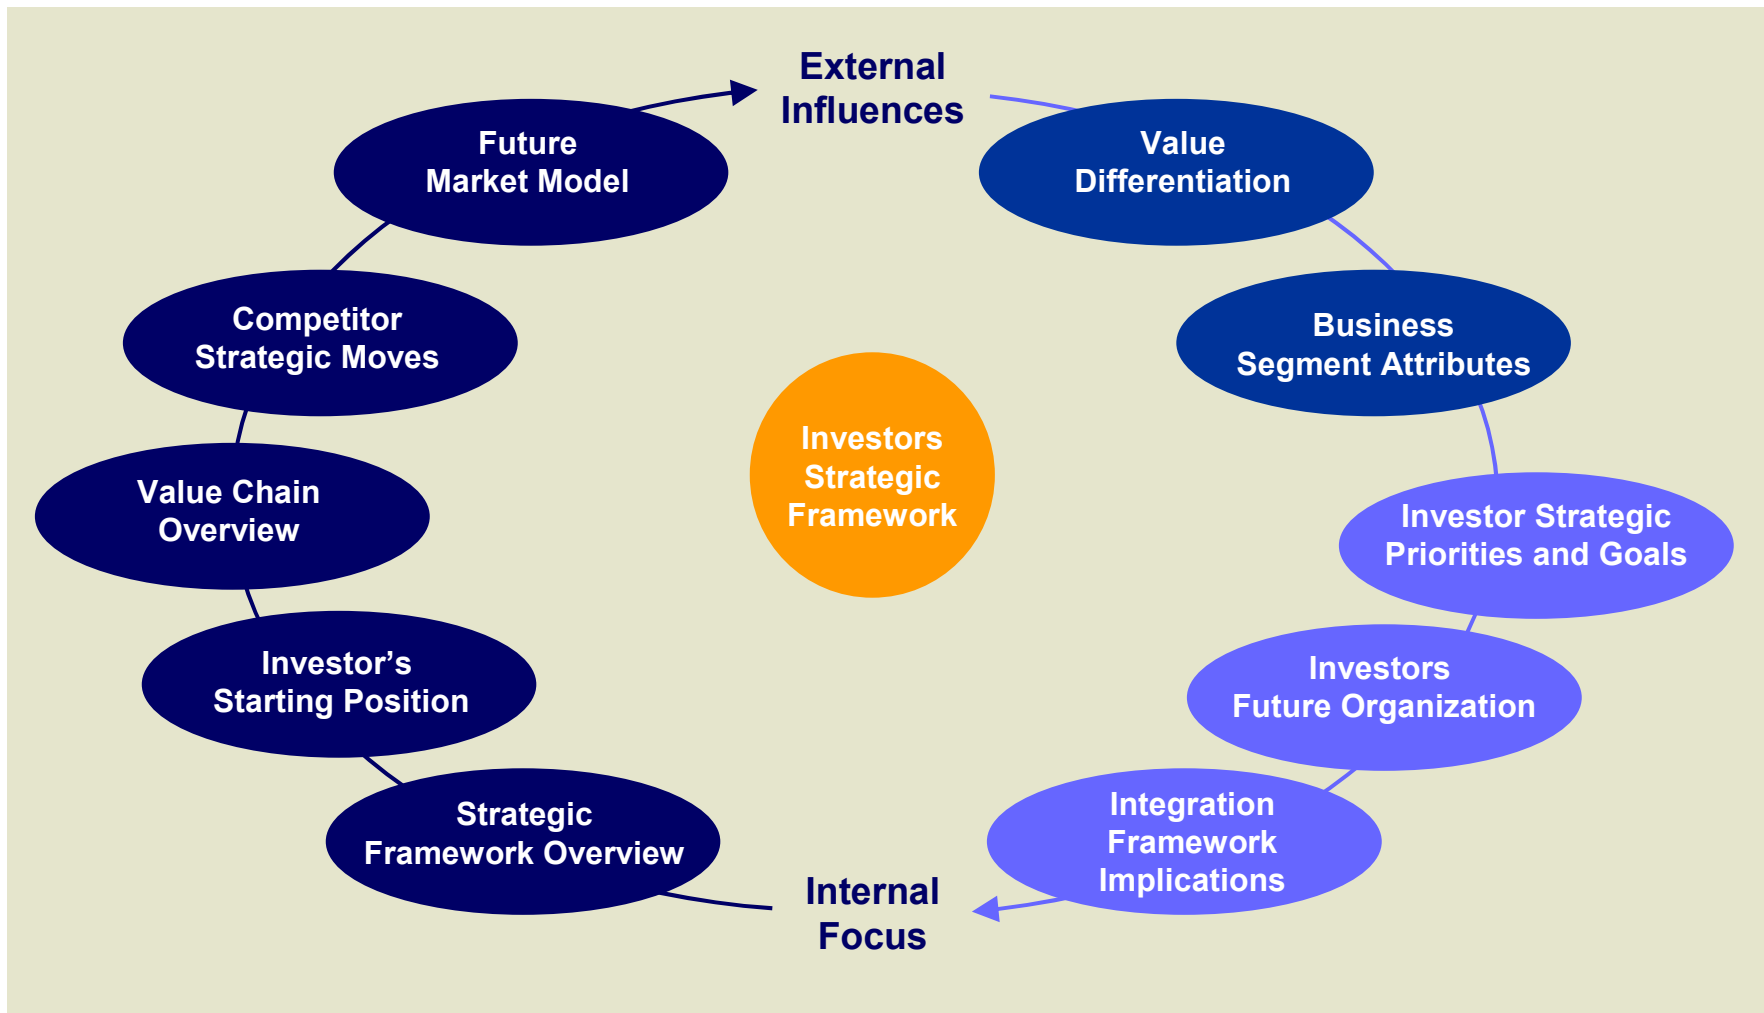 External
Influences
Future
Market Model
Value
Differentiation
Competitor
Strategic Moves
Business
Segment Attributes
Investors
Strategic
Framework
Value Chain
Overview
Investor Strategic
Priorities and Goals
Investor’s
Starting Position
Investors
Future Organization
Strategic
Framework Overview
Integration
Framework
Implications
Internal
Focus